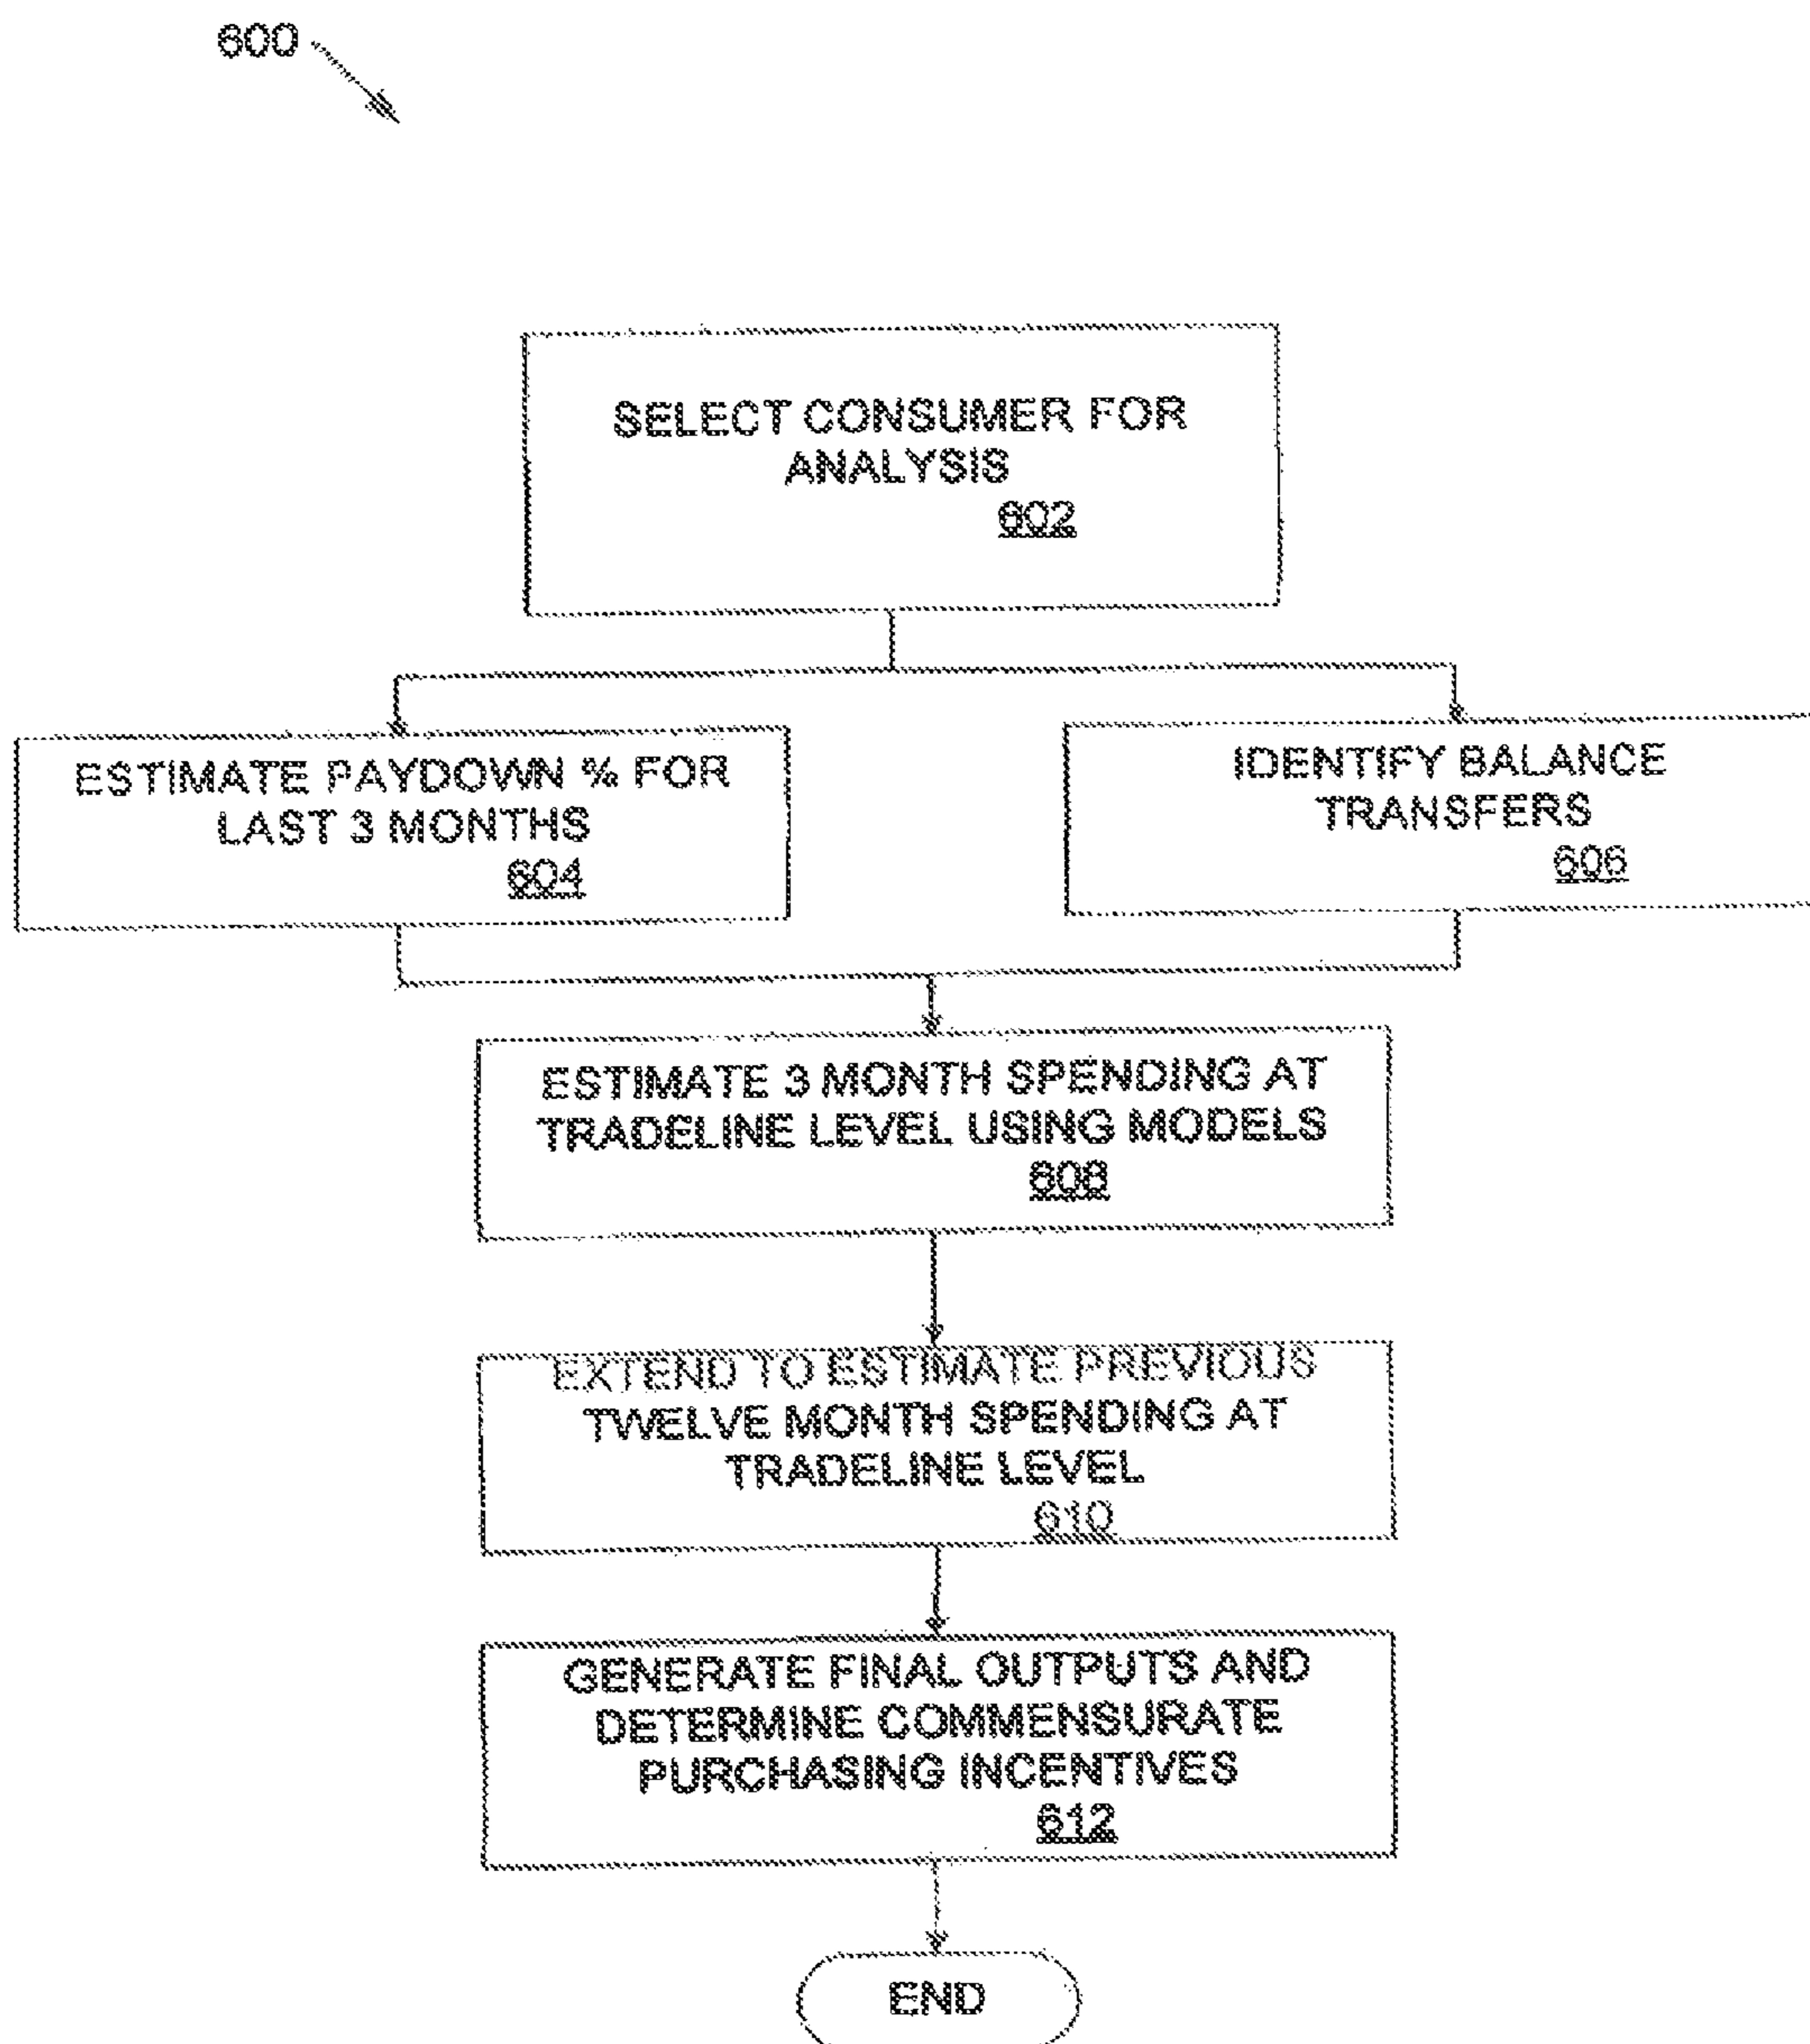 600
SELECT CONSUMER FOR
ANALYSIS
602
ESTIMATE PAYDOWN % FOR
LAST 3 MONTHS
604
IDENTIFY BALANCE
TRANSFERS
606
ESTIMATE 3 MONTH SPENDING AT
TRADELINE LEVEL USING MODELS
608
EXTEND TO ESTIMATE PREVIOUS
TWELVE MONTH SPENDING AT
TRADELINE LEVEL
610
GENERATE FINAL OUTPUTS AND
DETERMINE COMMENSURATE
PURCHASING INCENTIVES
612
END